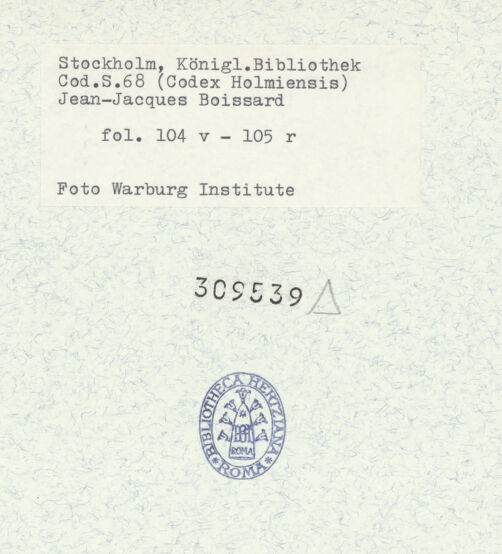 Stockholm, Königl.Bibliothek
Cod.S.68 (Codex Holmiensis)
Jean-Jacques Boissard
fol. 104 v - 105 r
Foto Warburg Institute
309539 △
BIBLIOTHECA HERTZIANA
ROMA
*ROMA*